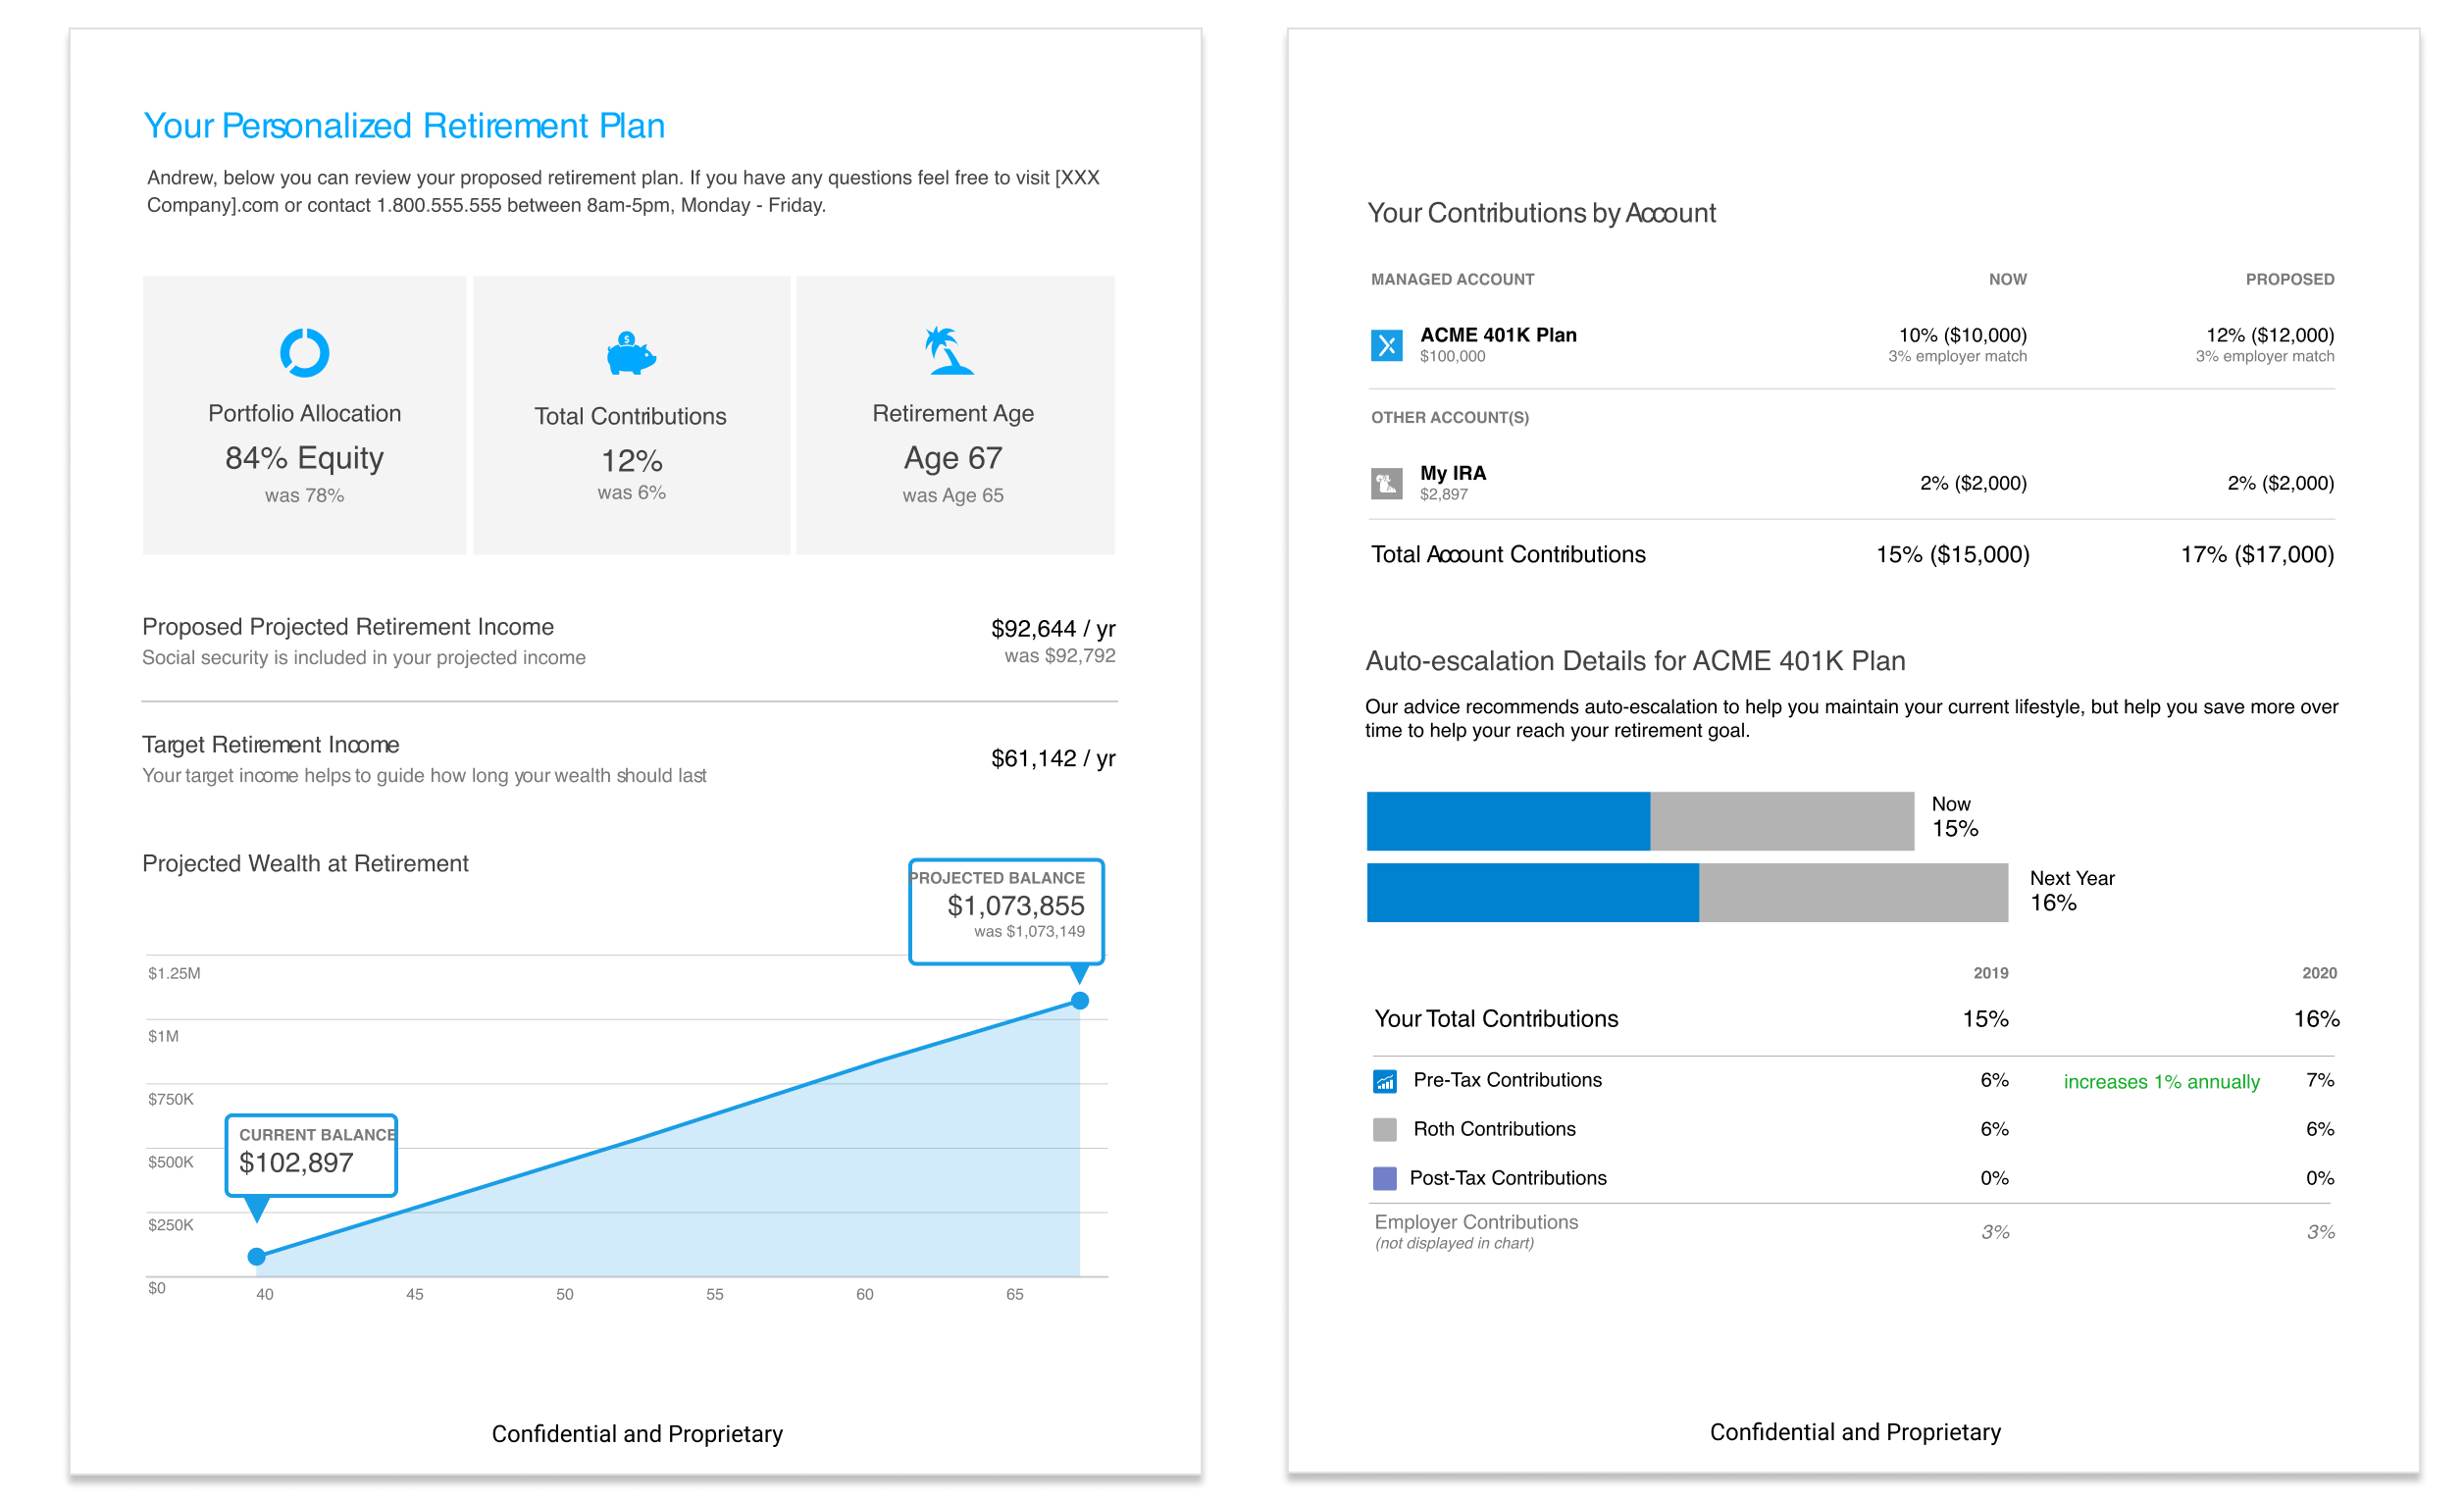 Your Personalized Retirement Plan
Andrew, below you can review your proposed retirement plan. If you have any questions feel free to visit [XXX
Company].com or contact 1.800.555.555 between 8am-5pm, Monday - Friday.
Portfolio Allocation
84% Equity
was 78%
$
Total Contributions
12%
was 6%
Retirement Age
Age 67
was Age 65
Proposed Projected Retirement Income
$92,644 / yr
Social security is included in your projected income
was $92,792
Target Retirement Income
$61,142 / yr
Your target income helps to guide how long your wealth should last
Projected Wealth at Retirement
PROJECTED BALANCE
$1,073,855
was $1,073,149
$1.25M
$1M
$750K
CURRENT BALANCE
$102,897
$500K
$250K
$0
40 45 50 55 60 65
Confidential and Proprietary
Your Contributions by Account
MANAGED ACCOUNT NOW PROPOSED
ACME 401K Plan 10% ($10,000) 12% ($12,000)
$100,000 3% employer match 3% employer match
OTHER ACCOUNT(S)
My IRA 2% ($2,000) 2% ($2,000)
$2,897
Total Account Contributions 15% ($15,000) 17% ($17,000)
Auto-escalation Details for ACME 401K Plan
Our advice recommends auto-escalation to help you maintain your current lifestyle, but help you save more over
time to help your reach your retirement goal.
Now
15%
Next Year
16%
2019 2020
Your Total Contributions 15% 16%
Pre-Tax Contributions 6% increases 1% annually 7%
Roth Contributions 6% 6%
Post-Tax Contributions 0% 0%
Employer Contributions 3% 3%
(not displayed in chart)
Confidential and Proprietary